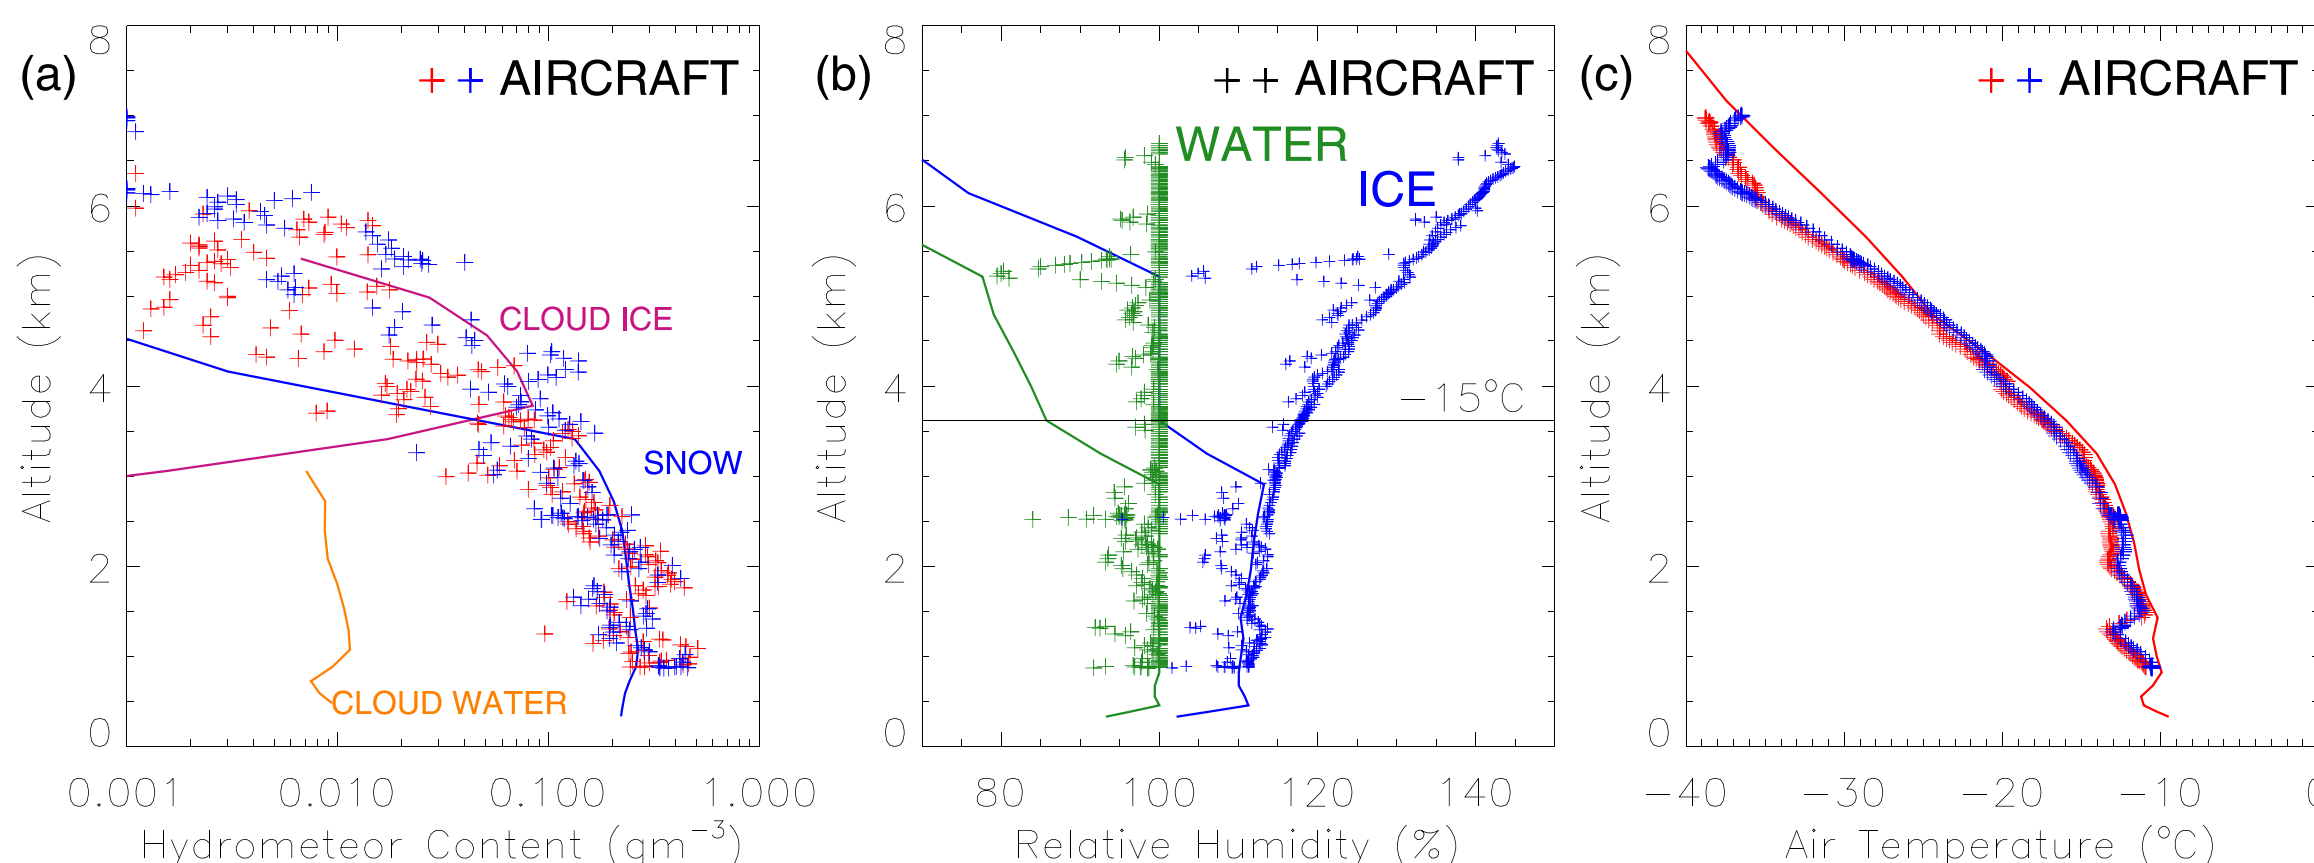 (a)
+ + AIRCRAFT
CLOUD ICE
SNOW
CLOUD WATER
8
6
4
2
0
Altitude (km)
0.001 0.010 0.100 1.000
Hydrometeor Content (gm⁻³)
(b)
+ + AIRCRAFT
WATER
ICE
−15°C
8
6
4
2
0
Altitude (km)
80 100 120 140
Relative Humidity (%)
(c)
+ + AIRCRAFT
8
6
4
2
0
Altitude (km)
−40 −30 −20 −10 0
Air Temperature (°C)